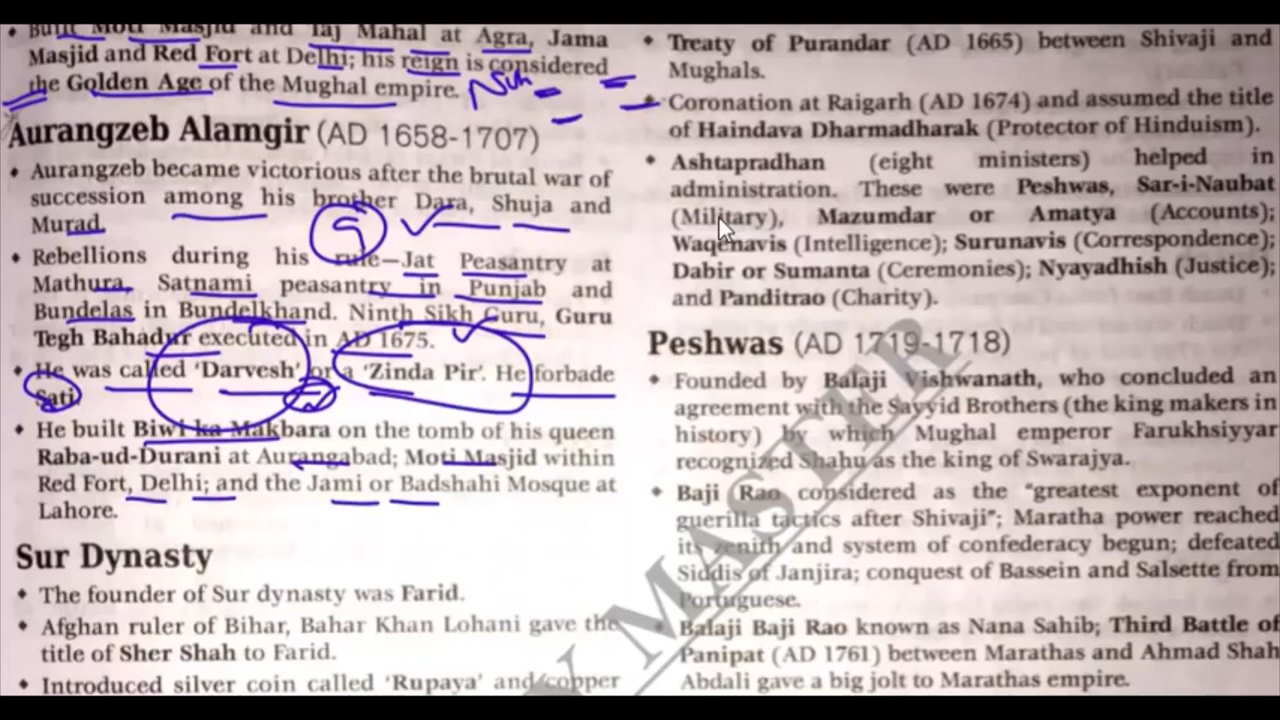 Built Moti Masjid and Taj Mahal at Agra, Jama
Masjid and Red Fort at Delhi; his reign is considered
the Golden Age of the Mughal empire.
Aurangzeb Alamgir (AD 1658-1707)
• Aurangzeb became victorious after the brutal war of
succession among his brother Dara, Shuja and
Murad.
9
• Rebellions during his rule—Jat Peasantry at
Mathura, Satnami peasantry in Punjab and
Bundelas in Bundelkhand. Ninth Sikh Guru, Guru
Tegh Bahadur executed in AD 1675.
• He was called 'Darvesh' or a 'Zinda Pir'. He forbade
Sati.
• He built Biwi ka Makbara on the tomb of his queen
Raba-ud-Durani at Aurangabad; Moti Masjid within
Red Fort, Delhi; and the Jami or Badshahi Mosque at
Lahore.
Sur Dynasty
• The founder of Sur dynasty was Farid.
• Afghan ruler of Bihar, Bahar Khan Lohani gave the
title of Sher Shah to Farid.
• Introduced silver coin called 'Rupaya' and copper
• Treaty of Purandar (AD 1665) between Shivaji and
Mughals.
• Coronation at Raigarh (AD 1674) and assumed the title
of Haindava Dharmadharak (Protector of Hinduism).
• Ashtapradhan (eight ministers) helped in
administration. These were Peshwas, Sar-i-Naubat
(Military), Mazumdar or Amatya (Accounts);
Waqenavis (Intelligence); Surunavis (Correspondence);
Dabir or Sumanta (Ceremonies); Nyayadhish (Justice);
and Panditrao (Charity).
Peshwas (AD 1719-1718)
• Founded by Balaji Vishwanath, who concluded an
agreement with the Sayyid Brothers (the king makers in
history) by which Mughal emperor Farukhsiyyar
recognized Shahu as the king of Swarajya.
• Baji Rao considered as the "greatest exponent of
guerilla tactics after Shivaji"; Maratha power reached
its zenith and system of confederacy begun; defeated
Siddis of Janjira; conquest of Bassein and Salsette from
Portuguese.
• Balaji Baji Rao known as Nana Sahib; Third Battle of
Panipat (AD 1761) between Marathas and Ahmad Shah
Abdali gave a big jolt to Marathas empire.
MASTER